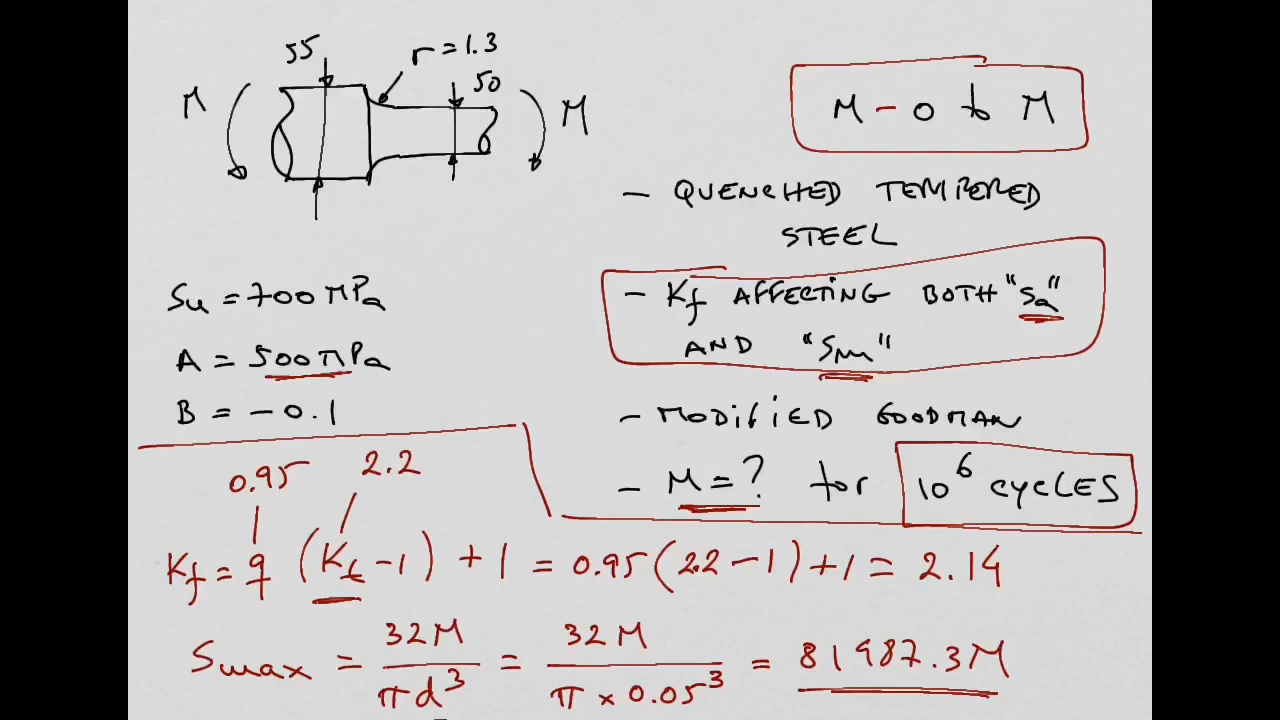 55
r = 1.3
50
M
M
M - 0 to M
- QUENCHED TEMPERED
STEEL
- Kf AFFECTING BOTH "Sa"
AND "Sm"
- MODIFIED GOODMAN
- M = ? for 10^6 CYCLES
Su = 700 MPa
A = 500 MPa
B = -0.1
0.95 2.2
Kf = q (Kt - 1) + 1 = 0.95 (2.2 - 1) + 1 = 2.14
Smax = 32M / πd^3 = 32M / π × 0.05^3 = 81987.3M